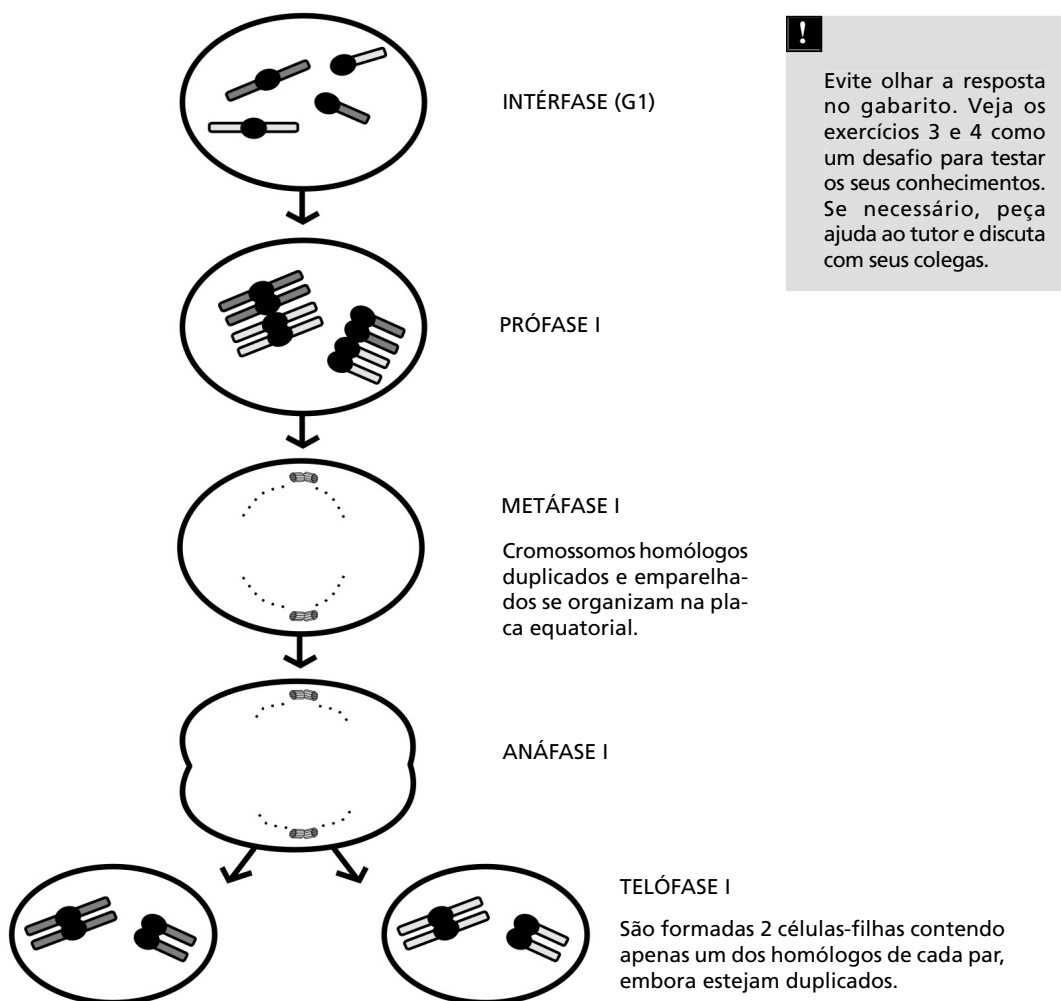 !
Evite olhar a resposta
no gabarito. Veja os
exercícios 3 e 4 como
um desafio para testar
os seus conhecimentos.
Se necessário, peça
ajuda ao tutor e discuta
com seus colegas.
INTÉRFASE (G1)
PRÓFASE I
METÁFASE I
Cromossomos homólogos
duplicados e emparelha-
dos se organizam na pla-
ca equatorial.
ANÁFASE I
TELÓFASE I
São formadas 2 células-filhas contendo
apenas um dos homólogos de cada par,
embora estejam duplicados.